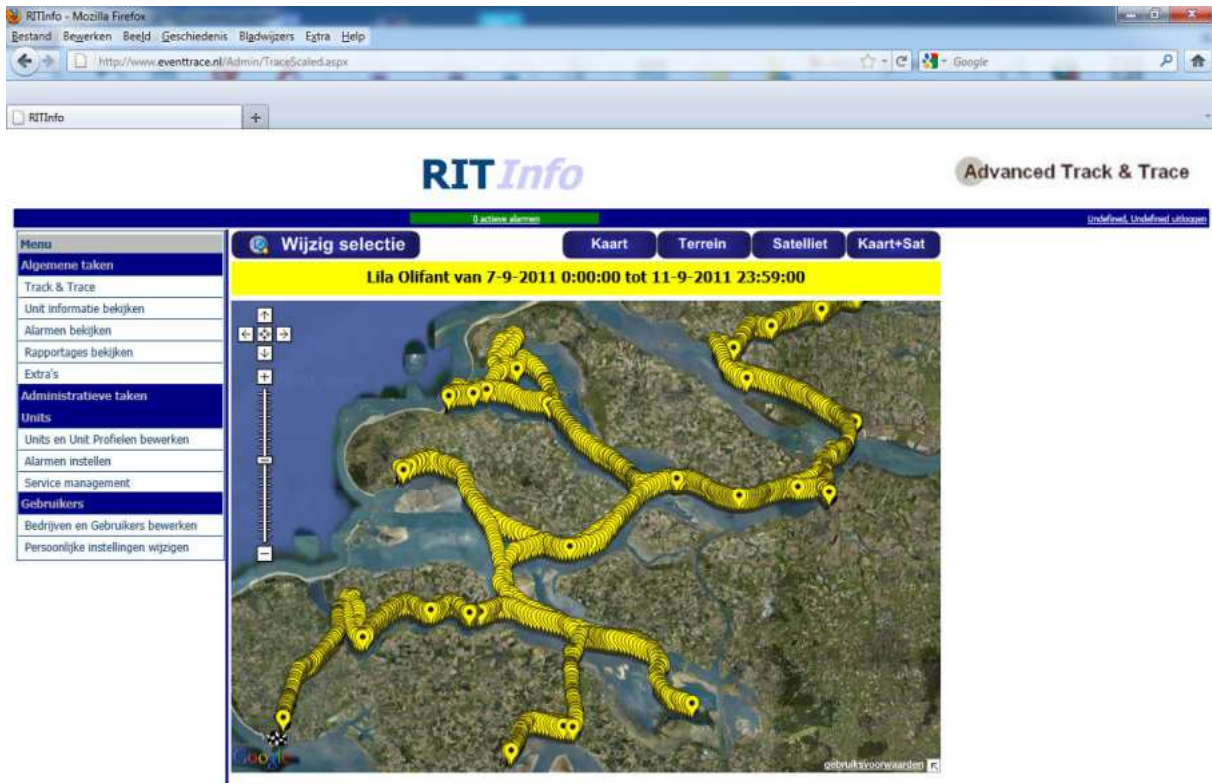 RITInfo - Mozilla Firefox
Bestand Bewerken Beeld Geschiedenis Bladwijzers Extra Help
http://www.eventtrace.nl/Admin/TraceScaled.aspx
Google
RITInfo
RITInfo
Advanced Track & Trace
0 actieve alarmen
Undefined, Undefined uitloggen
Menu
Algemene taken
Track & Trace
Unit informatie bekijken
Alarmen bekijken
Rapportages bekijken
Extra's
Administratieve taken
Units
Units en Unit Profielen bewerken
Alarmen instellen
Service management
Gebruikers
Bedrijven en Gebruikers bewerken
Persoonlijke instellingen wijzigen
Wijzig selectie
Kaart Terrein Satelliet Kaart+Sat
Lila Olifant van 7-9-2011 0:00:00 tot 11-9-2011 23:59:00
Google
gebruiksvoorwaarden